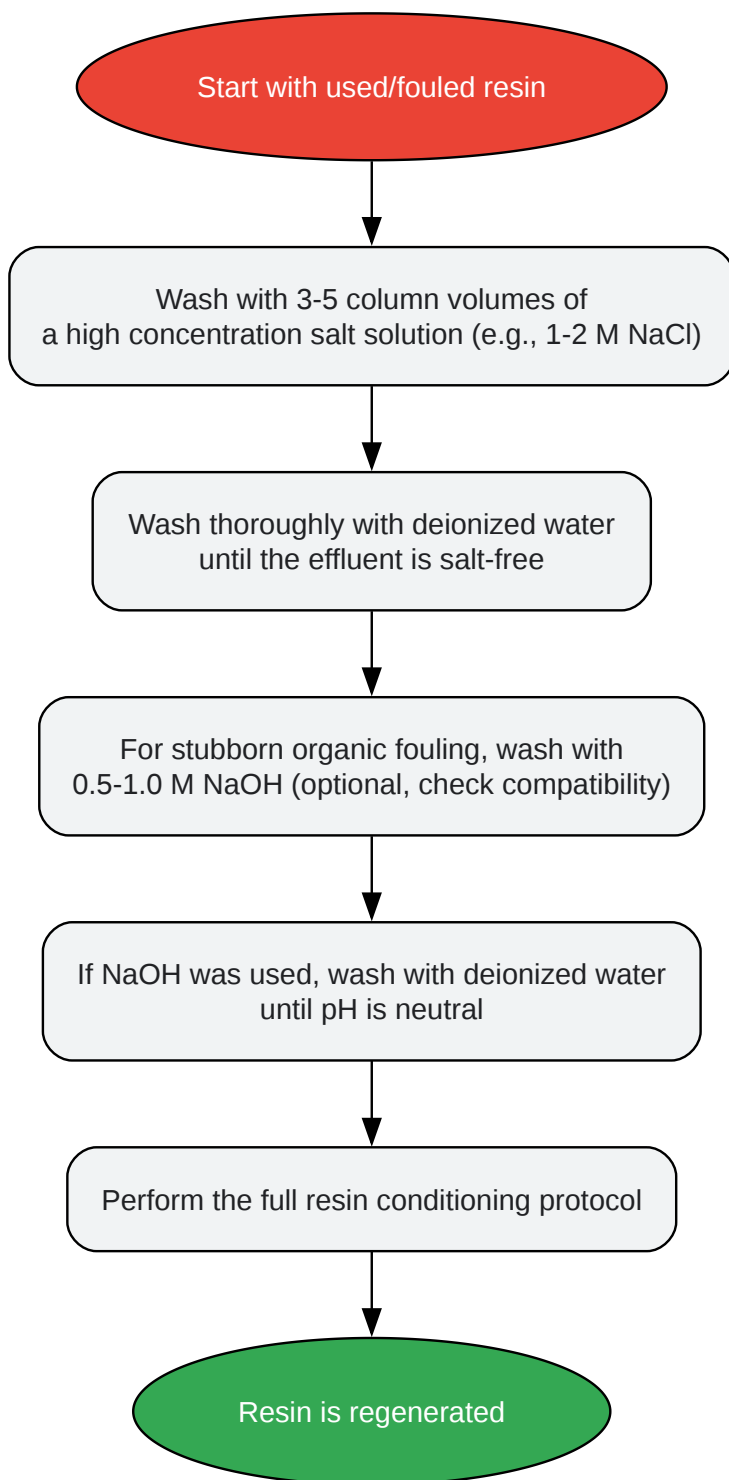 Start with used/fouled resin
Wash with 3-5 column volumes of
a high concentration salt solution (e.g., 1-2 M NaCl)
Wash thoroughly with deionized water
until the effluent is salt-free
For stubborn organic fouling, wash with
0.5-1.0 M NaOH (optional, check compatibility)
If NaOH was used, wash with deionized water
until pH is neutral
Perform the full resin conditioning protocol
Resin is regenerated